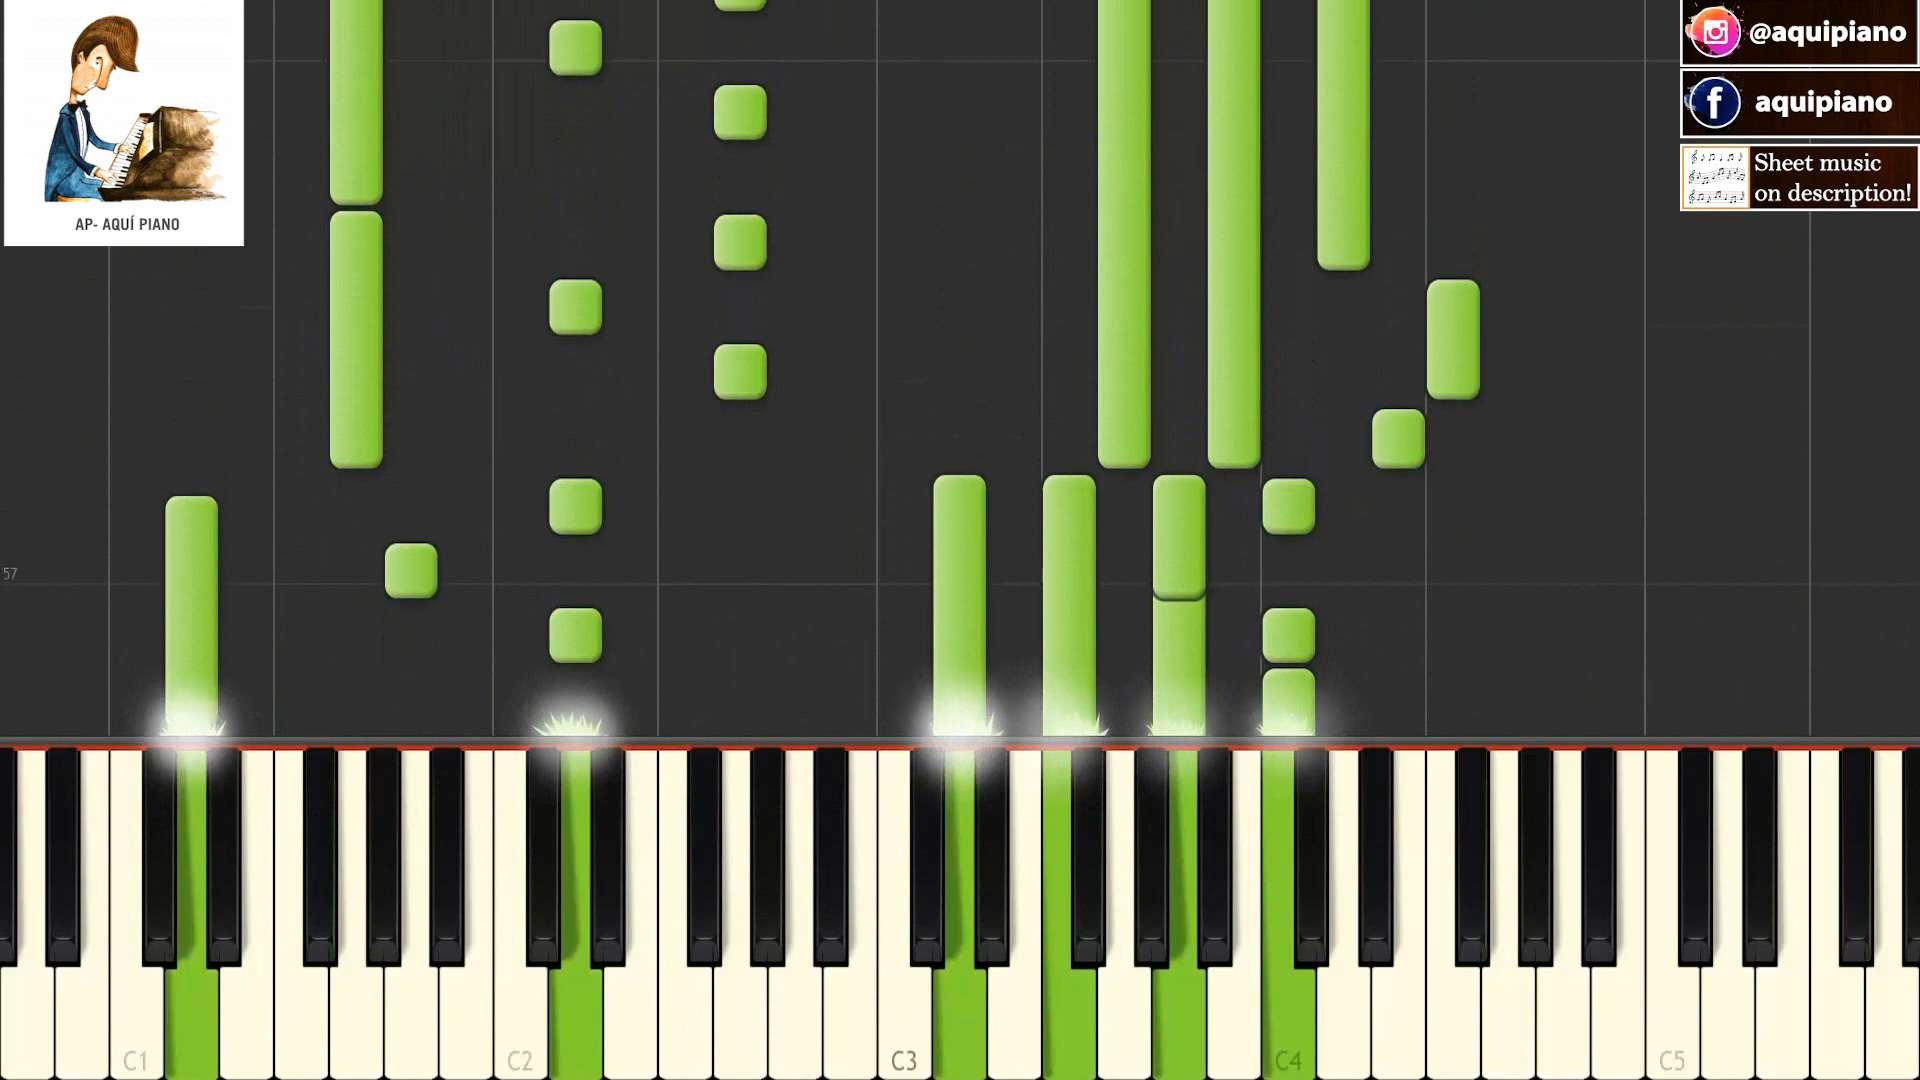 AP- AQUÍ PIANO
@aquipiano
aquipiano
Sheet music
on description!
57
C1
C2
C3
C4
C5